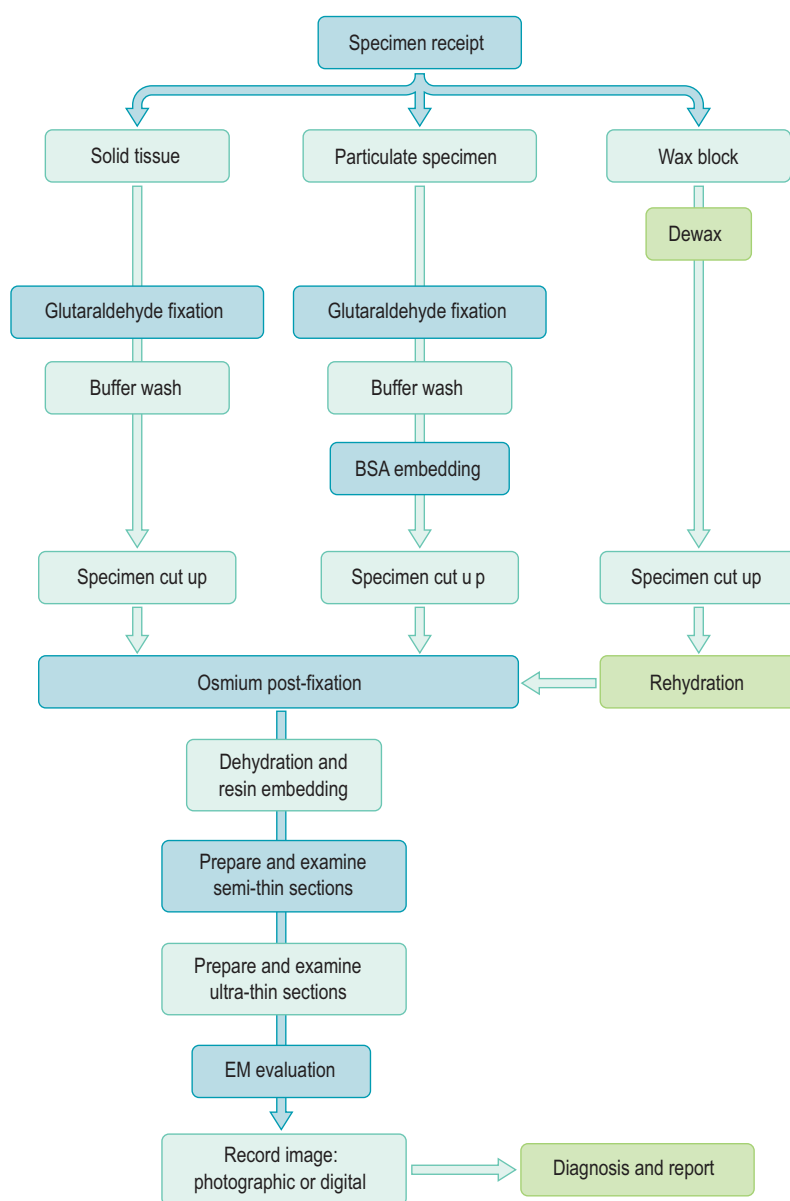 Specimen receipt
Solid tissue
Particulate specimen
Wax block
Dewax
Glutaraldehyde fixation
Glutaraldehyde fixation
Buffer wash
Buffer wash
BSA embedding
Specimen cut up
Specimen cut u p
Specimen cut up
Osmium post-fixation
Rehydration
Dehydration and
resin embedding
Prepare and examine
semi-thin sections
Prepare and examine
ultra-thin sections
EM evaluation
Record image:
photographic or digital
Diagnosis and report